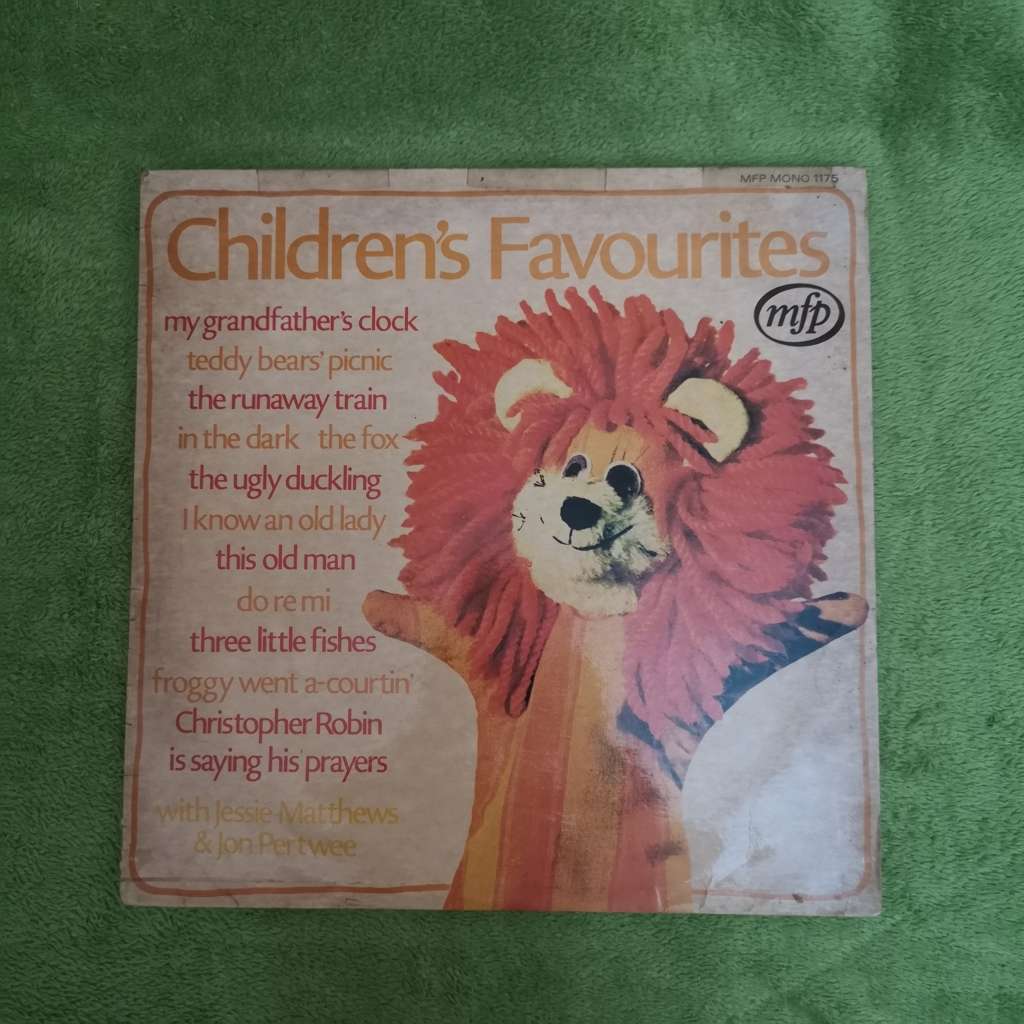 MFP MONO 1175
Children's Favourites
mfp
my grandfather's clock
teddy bears' picnic
the runaway train
in the dark the fox
the ugly duckling
I know an old lady
this old man
do re mi
three little fishes
froggy went a-courtin'
Christopher Robin
is saying his prayers
with Jessie Matthews
& Jon Pertwee